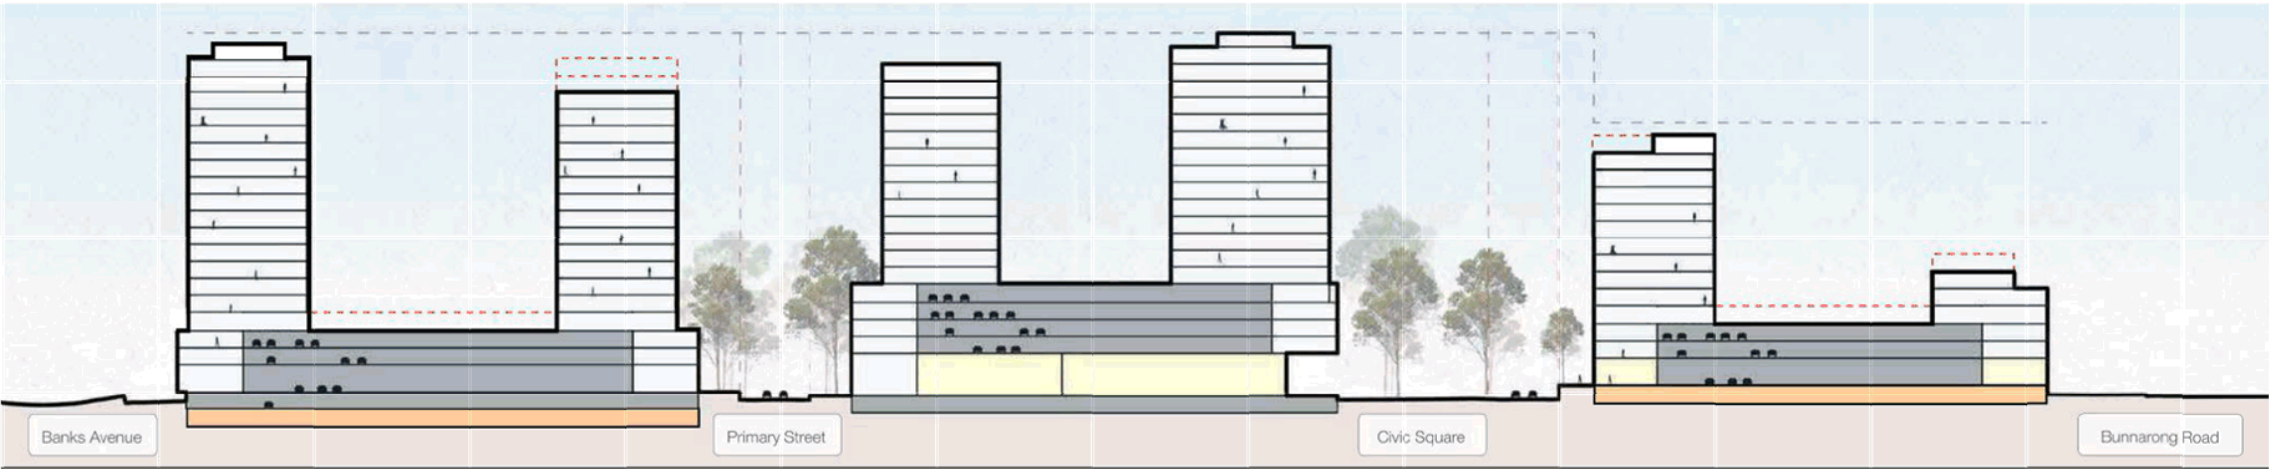 Banks Avenue
Primary Street
Civic Square
Bunnarong Road